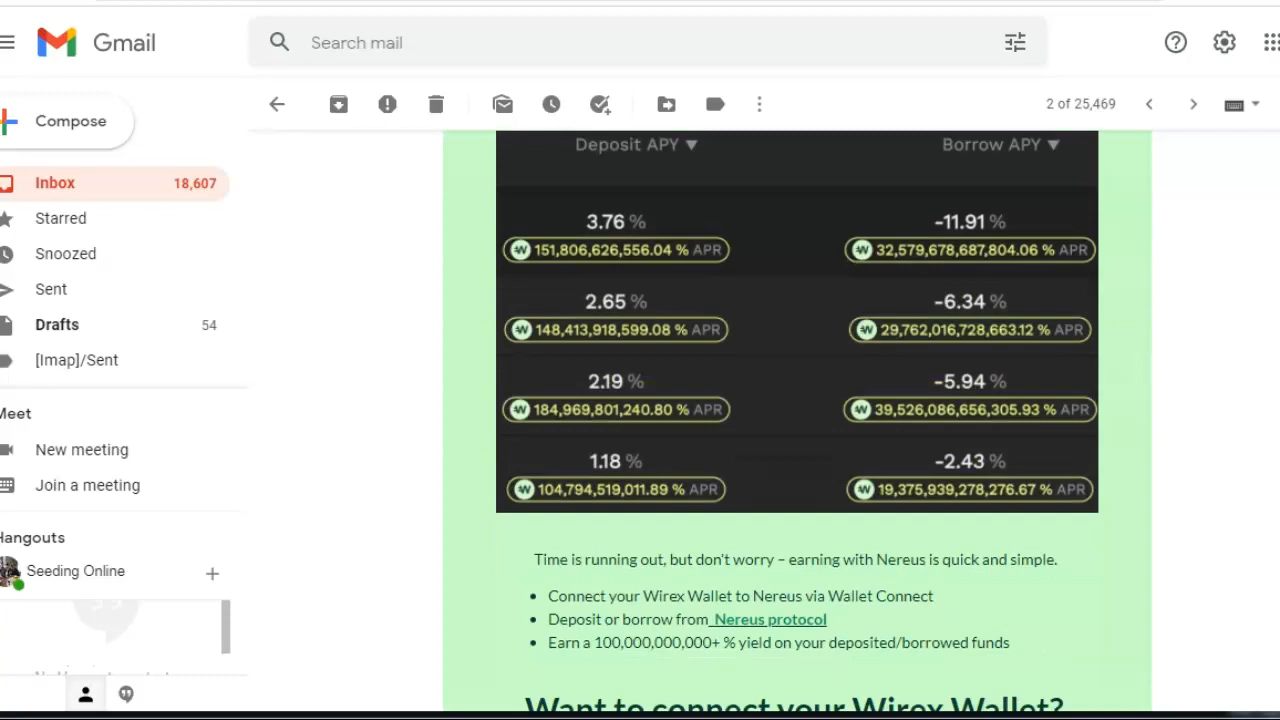 Gmail
Search mail
2 of 25,469
Compose
Inbox 18,607
Starred
Snoozed
Sent
Drafts 54
[Imap]/Sent
Meet
New meeting
Join a meeting
Hangouts
Seeding Online
Deposit APY Borrow APY
3.76 % -11.91 %
151,806,626,556.04 % APR 32,579,678,687,804.06 % APR
2.65 % -6.34 %
148,413,918,599.08 % APR 29,762,016,728,663.12 % APR
2.19 % -5.94 %
184,969,801,240.80 % APR 39,526,086,656,305.93 % APR
1.18 % -2.43 %
104,794,519,011.89 % APR 19,375,939,278,276.67 % APR
Time is running out, but don't worry – earning with Nereus is quick and simple.
Connect your Wirex Wallet to Nereus via Wallet Connect
Deposit or borrow from Nereus protocol
Earn a 100,000,000,000+ % yield on your deposited/borrowed funds
Want to connect your Wirex Wallet?